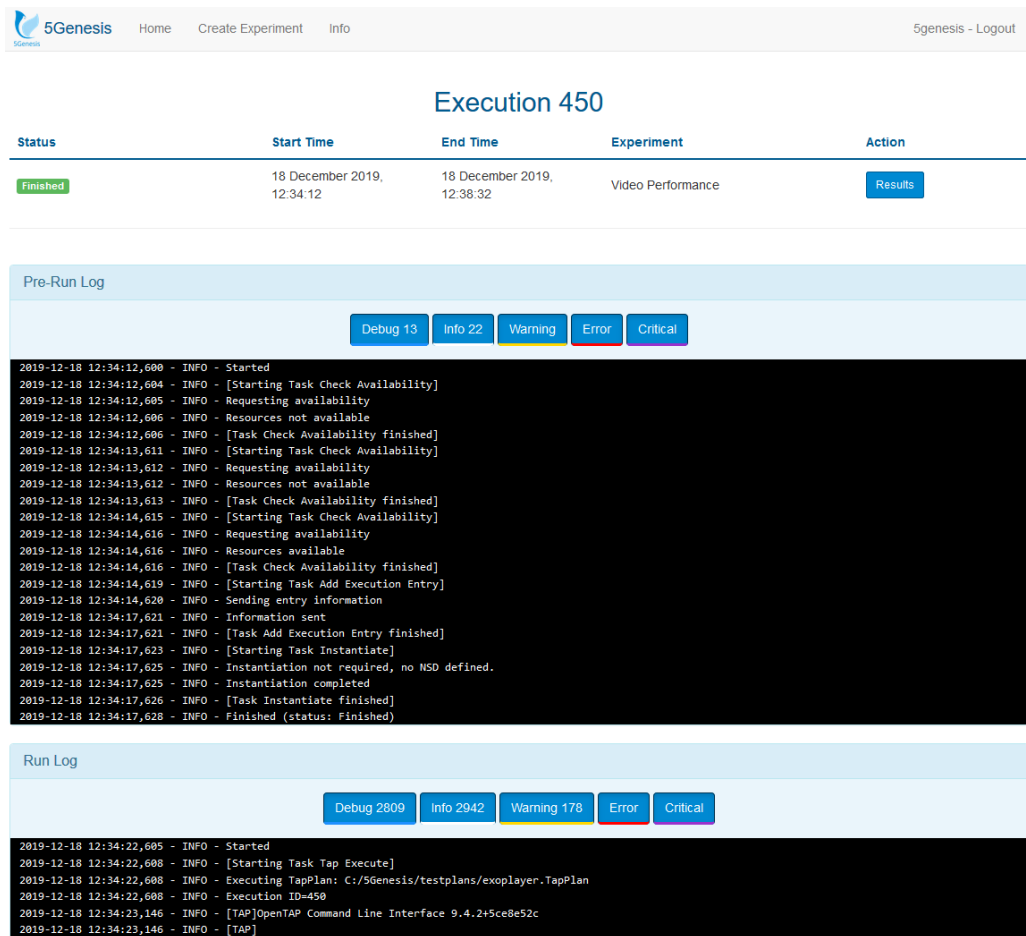 5Genesis Home Create Experiment Info 5genesis - Logout
5Genesis
Execution 450
Status Start Time End Time Experiment Action
Finished 18 December 2019, 12:34:12 18 December 2019, 12:38:32 Video Performance Results
Pre-Run Log
Debug 13 Info 22 Warning Error Critical
2019-12-18 12:34:12,600 - INFO - Started
2019-12-18 12:34:12,604 - INFO - [Starting Task Check Availability]
2019-12-18 12:34:12,605 - INFO - Requesting availability
2019-12-18 12:34:12,606 - INFO - Resources not available
2019-12-18 12:34:12,606 - INFO - [Task Check Availability finished]
2019-12-18 12:34:13,611 - INFO - [Starting Task Check Availability]
2019-12-18 12:34:13,612 - INFO - Requesting availability
2019-12-18 12:34:13,612 - INFO - Resources not available
2019-12-18 12:34:13,613 - INFO - [Task Check Availability finished]
2019-12-18 12:34:14,615 - INFO - [Starting Task Check Availability]
2019-12-18 12:34:14,616 - INFO - Requesting availability
2019-12-18 12:34:14,616 - INFO - Resources available
2019-12-18 12:34:14,616 - INFO - [Task Check Availability finished]
2019-12-18 12:34:14,619 - INFO - [Starting Task Add Execution Entry]
2019-12-18 12:34:14,620 - INFO - Sending entry information
2019-12-18 12:34:17,621 - INFO - Information sent
2019-12-18 12:34:17,621 - INFO - [Task Add Execution Entry finished]
2019-12-18 12:34:17,623 - INFO - [Starting Task Instantiate]
2019-12-18 12:34:17,625 - INFO - Instantiation not required, no NSD defined.
2019-12-18 12:34:17,625 - INFO - Instantiation completed
2019-12-18 12:34:17,626 - INFO - [Task Instantiate finished]
2019-12-18 12:34:17,628 - INFO - Finished (status: Finished)
Run Log
Debug 2809 Info 2942 Warning 178 Error Critical
2019-12-18 12:34:22,605 - INFO - Started
2019-12-18 12:34:22,608 - INFO - [Starting Task Tap Execute]
2019-12-18 12:34:22,608 - INFO - Executing TapPlan: C:/5Genesis/testplans/exoplayer.TapPlan
2019-12-18 12:34:22,608 - INFO - Execution ID=450
2019-12-18 12:34:23,146 - INFO - [TAP]OpenTAP Command Line Interface 9.4.2+5ce8e52c
2019-12-18 12:34:23,146 - INFO - [TAP]